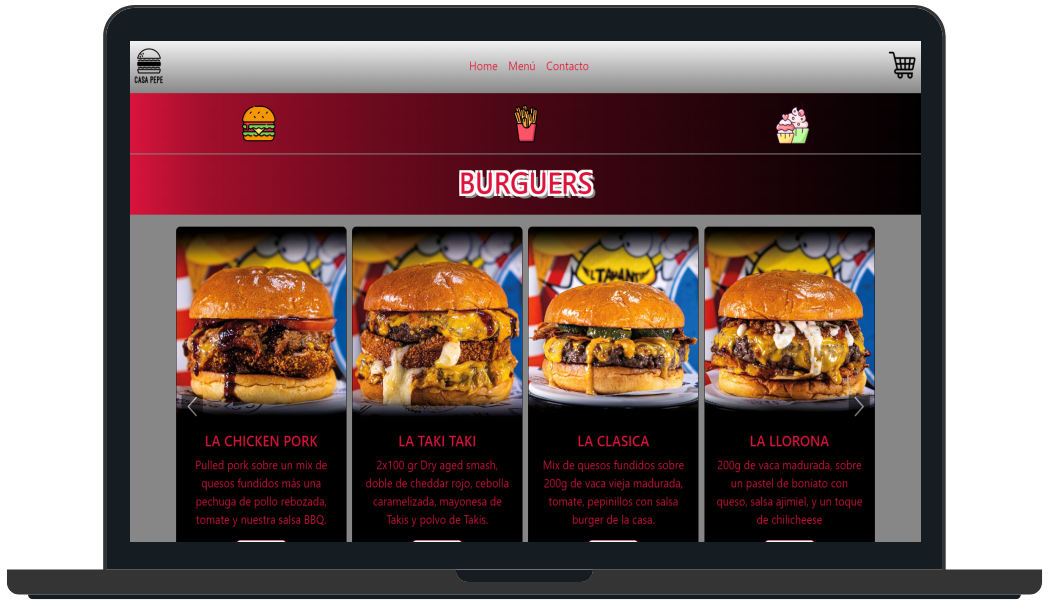 CASA PEPE
Home Menú Contacto
BURGUERS
LA CHICKEN PORK
Pulled pork sobre un mix de
quesos fundidos más una
pechuga de pollo rebozada,
tomate y nuestra salsa BBQ.
LA TAKI TAKI
2x100 gr Dry aged smash,
doble de cheddar rojo, cebolla
caramelizada, mayonesa de
Takis y polvo de Takis.
LA CLASICA
Mix de quesos fundidos sobre
200g de vaca vieja madurada,
tomate, pepinillos con salsa
burger de la casa.
LA LLORONA
200g de vaca madurada, sobre
un pastel de boniato con
queso, salsa ajimiel, y un toque
de chilicheese